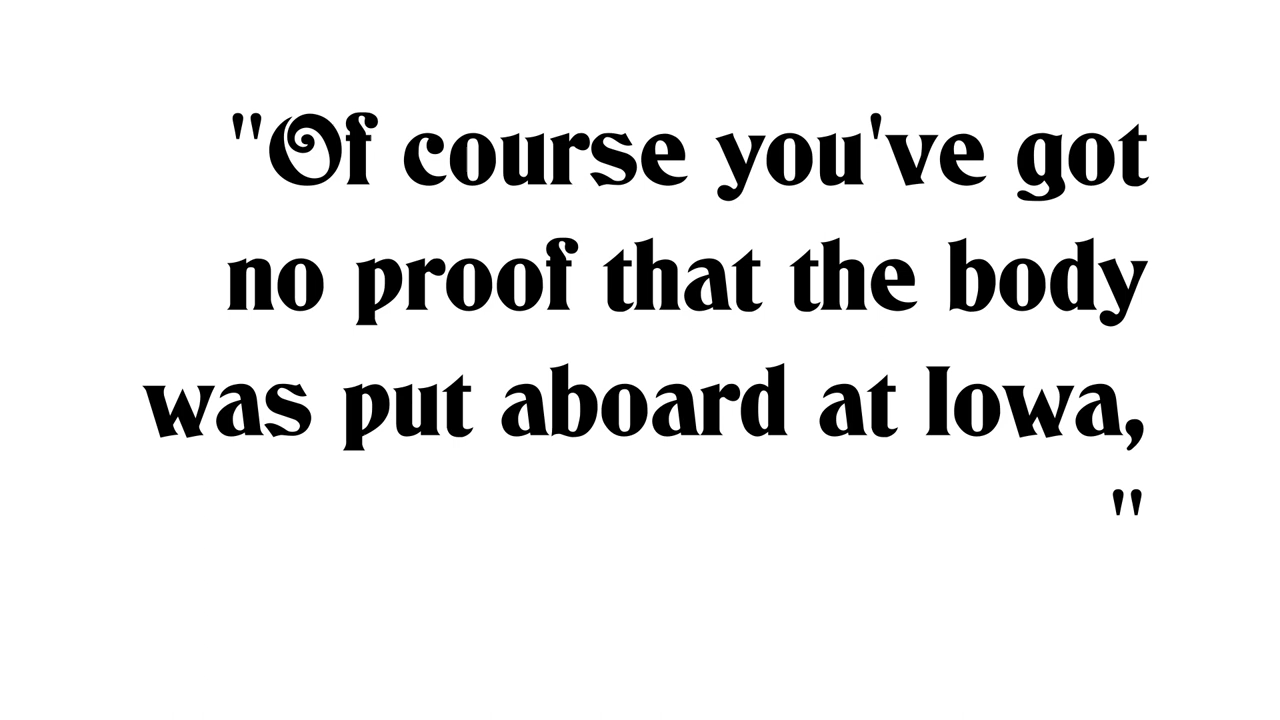 "Of course you've got
no proof that the body
was put aboard at Iowa,
"